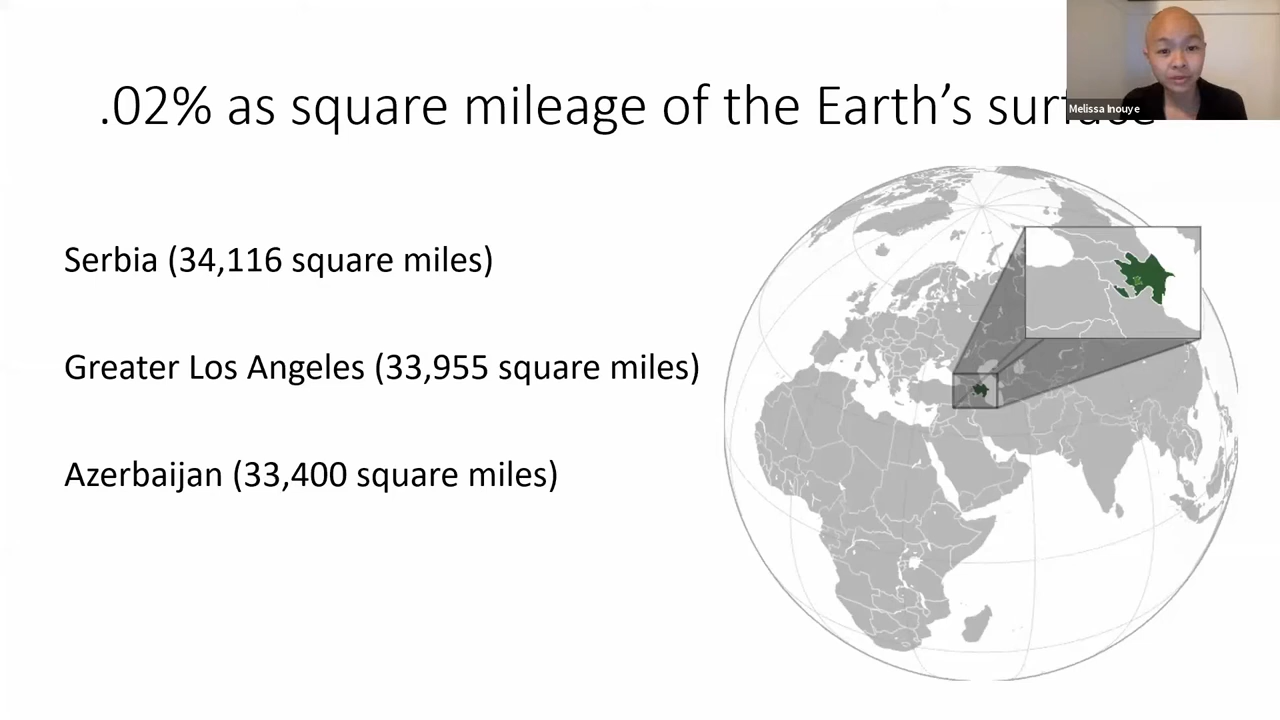 .02% as square mileage of the Earth's
Melissa Inouye
Serbia (34,116 square miles)
Greater Los Angeles (33,955 square miles)
Azerbaijan (33,400 square miles)